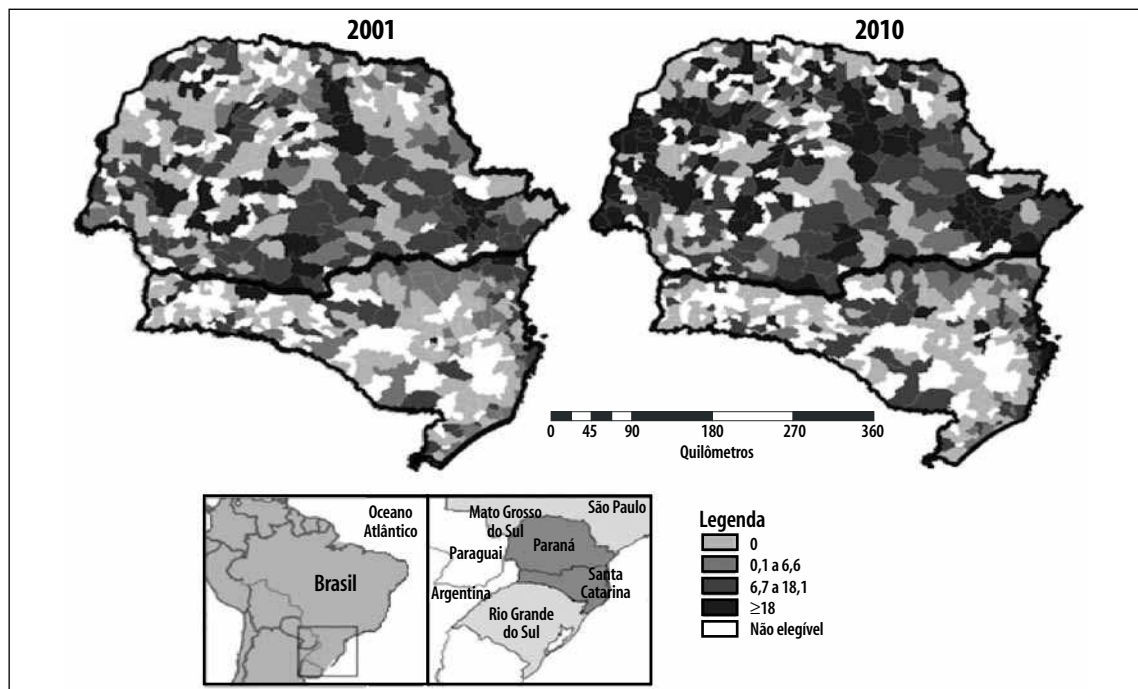 2001
2010
0 45 90 180 270 360
Quilômetros
Oceano
Atlântico
Brasil
Mato Grosso
do Sul
São Paulo
Paraguai
Paraná
Argentina
Santa
Catarina
Rio Grande
do Sul
Legenda
0
0,1 a 6,6
6,7 a 18,1
≥18
Não elegível